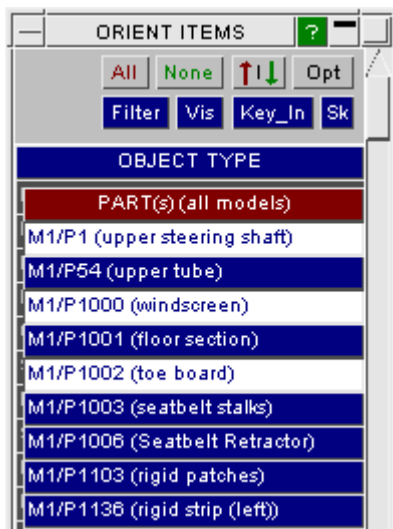 ORIENT ITEMS ?
All None Opt
Filter Vis Key_In Sk
OBJECT TYPE
PART(s) (all models)
M1/P1 (upper steering shaft)
M1/P54 (upper tube)
M1/P1000 (windscreen)
M1/P1001 (floor section)
M1/P1002 (toe board)
M1/P1003 (seatbelt stalks)
M1/P1006 (Seatbelt Retractor)
M1/P1103 (rigid patches)
M1/P1136 (rigid strip (left))